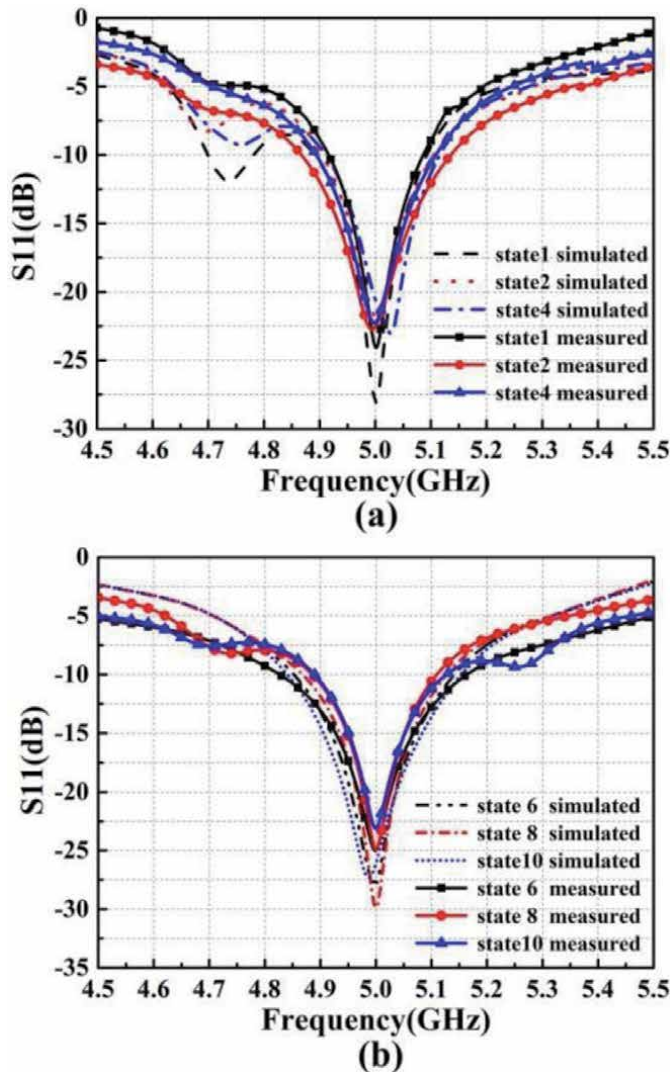 0
-5
-10
-15
-20
-25
-30
S11(dB)
state1 simulated
state2 simulated
state4 simulated
state1 measured
state2 measured
state4 measured
4.5 4.6 4.7 4.8 4.9 5.0 5.1 5.2 5.3 5.4 5.5
Frequency(GHz)
(a)
0
-5
-10
-15
-20
-25
-30
-35
S11(dB)
state 6 simulated
state 8 simulated
state10 simulated
state 6 measured
state 8 measured
state10 measured
4.5 4.6 4.7 4.8 4.9 5.0 5.1 5.2 5.3 5.4 5.5
Frequency(GHz)
(b)